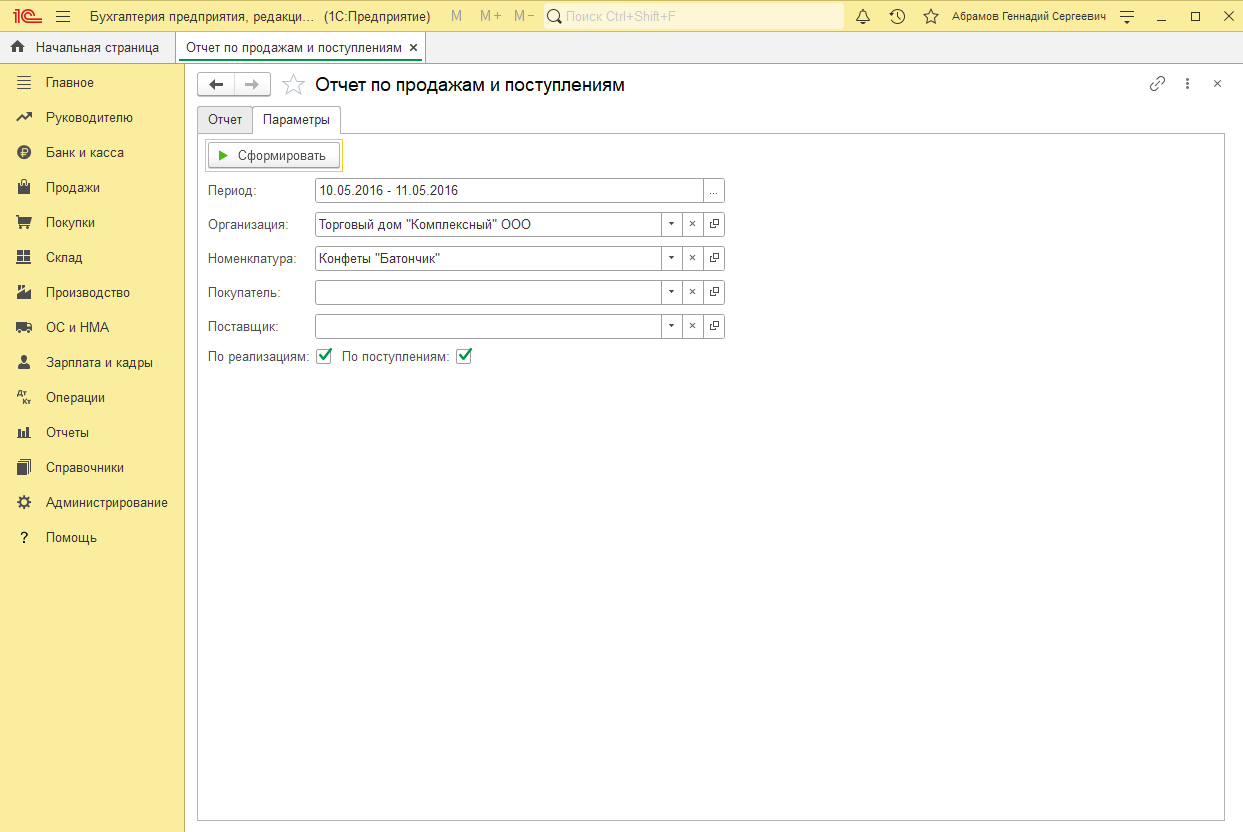 1С Бухгалтерия предприятия, редакци... (1С:Предприятие) M M+ M- Поиск Ctrl+Shift+F Абрамов Геннадий Сергеевич
Начальная страница Отчет по продажам и поступлениям
Главное
Руководителю
Банк и касса
Продажи
Покупки
Склад
Производство
ОС и НМА
Зарплата и кадры
Дт Кт Операции
Отчеты
Справочники
Администрирование
? Помощь
Отчет по продажам и поступлениям
Отчет Параметры
Сформировать
Период: 10.05.2016 - 11.05.2016 ...
Организация: Торговый дом "Комплексный" ООО
Номенклатура: Конфеты "Батончик"
Покупатель:
Поставщик:
По реализациям: По поступлениям: